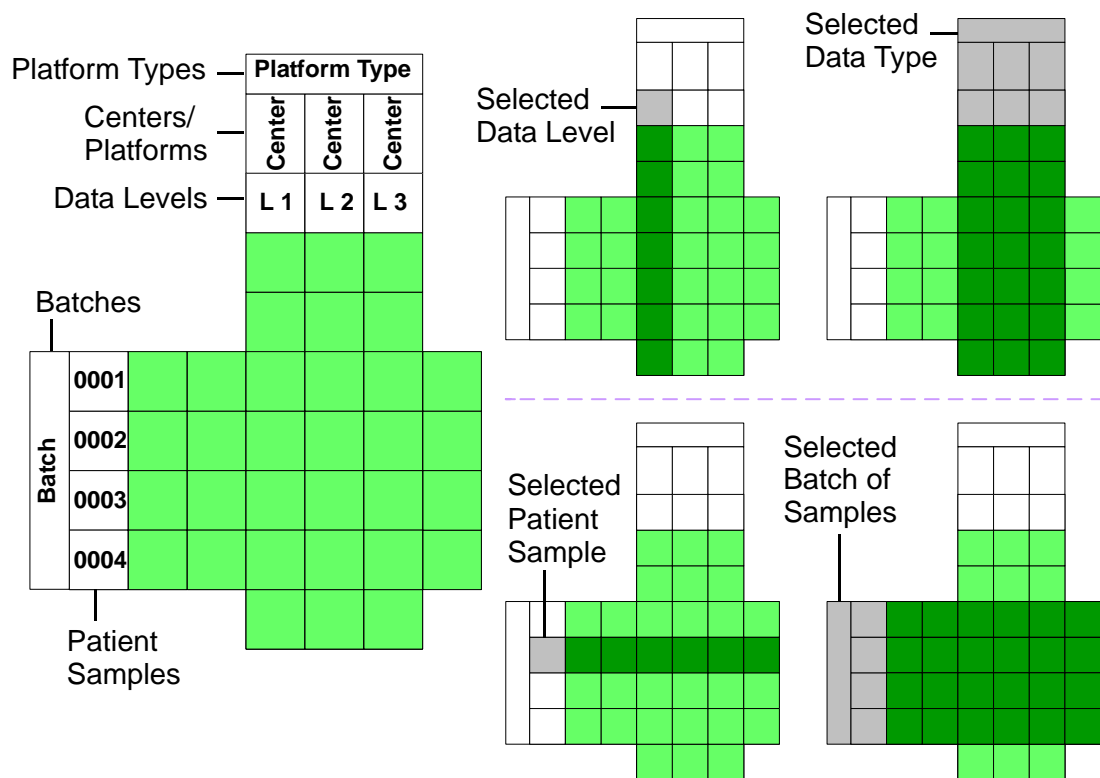 Platform Types
Platform Type
Centers/
Platforms
Center
Center
Center
Data Levels
L 1
L 2
L 3
Batches
Batch
0001
0002
0003
0004
Patient
Samples
Selected
Data Level
Selected
Data Type
Selected
Patient
Sample
Selected
Batch of
Samples